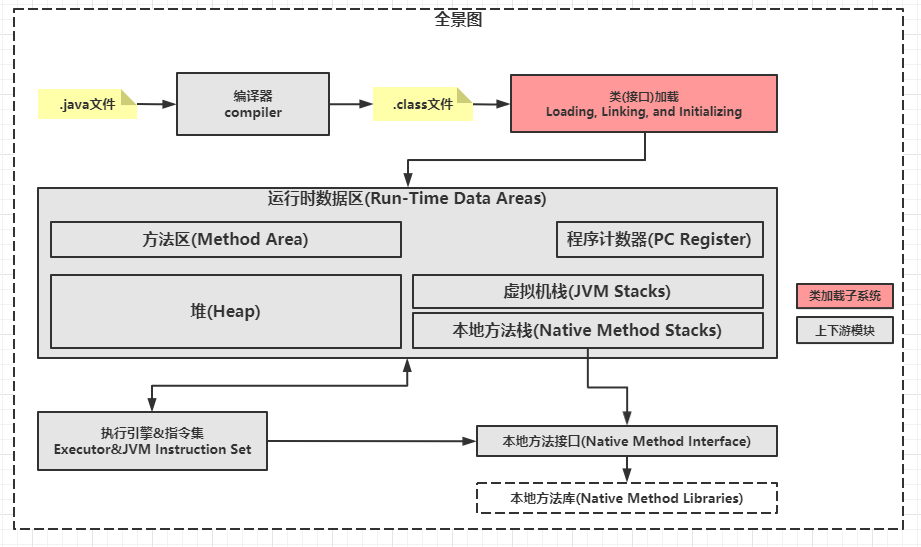 全景图
.java文件
编译器
compiler
.class文件
类(接口)加载
Loading, Linking, and Initializing
运行时数据区(Run-Time Data Areas)
方法区(Method Area)
程序计数器(PC Register)
堆(Heap)
虚拟机栈(JVM Stacks)
本地方法栈(Native Method Stacks)
类加载子系统
上下游模块
执行引擎&指令集
Executor&JVM Instruction Set
本地方法接口(Native Method Interface)
本地方法库(Native Method Libraries)